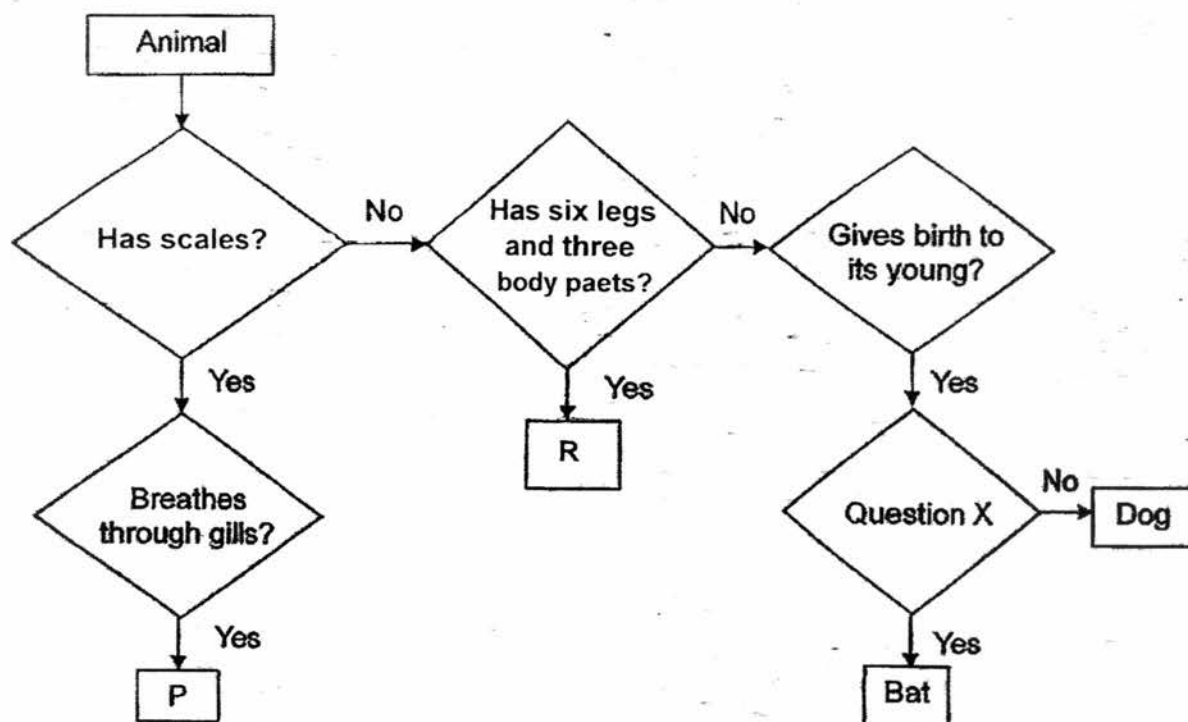 Animal
Has scales?
No
Has six legs
and three
body paets?
No
Gives birth to
its young?
Yes
Yes
Yes
R
Breathes
through gills?
Question X
No
Dog
Yes
Yes
P
Bat